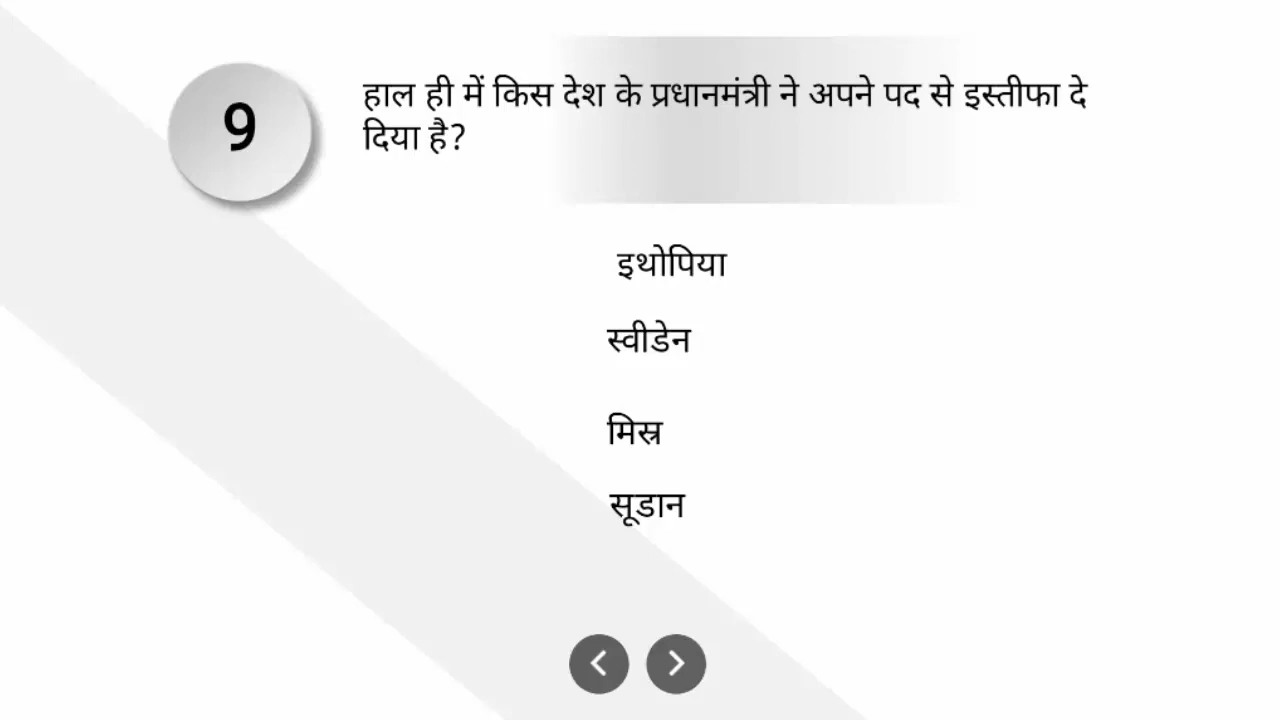 9
हाल ही में किस देश के प्रधानमंत्री ने अपने पद से इस्तीफा दे
दिया है?
इथोपिया
स्वीडेन
मिस्र
सूडान